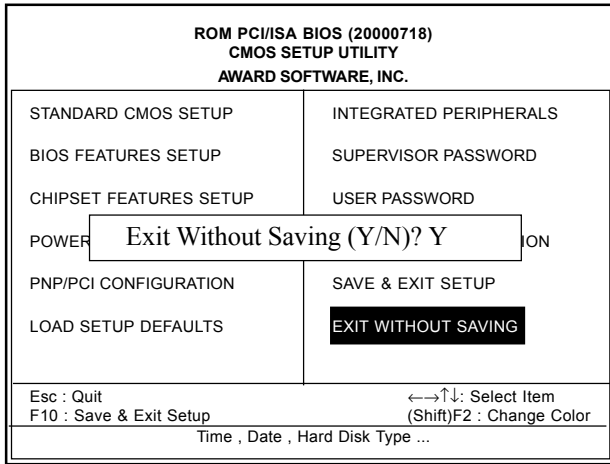 ROM PCI/ISA BIOS (20000718)
CMOS SETUP UTILITY
AWARD SOFTWARE, INC.
STANDARD CMOS SETUP
BIOS FEATURES SETUP
CHIPSET FEATURES SETUP
POWER
PNP/PCI CONFIGURATION
LOAD SETUP DEFAULTS
INTEGRATED PERIPHERALS
SUPERVISOR PASSWORD
USER PASSWORD
ION
SAVE & EXIT SETUP
EXIT WITHOUT SAVING
Exit Without Saving (Y/N)? Y
Esc : Quit
F10 : Save & Exit Setup
←→↑↓: Select Item
(Shift)F2 : Change Color
Time , Date , Hard Disk Type ...